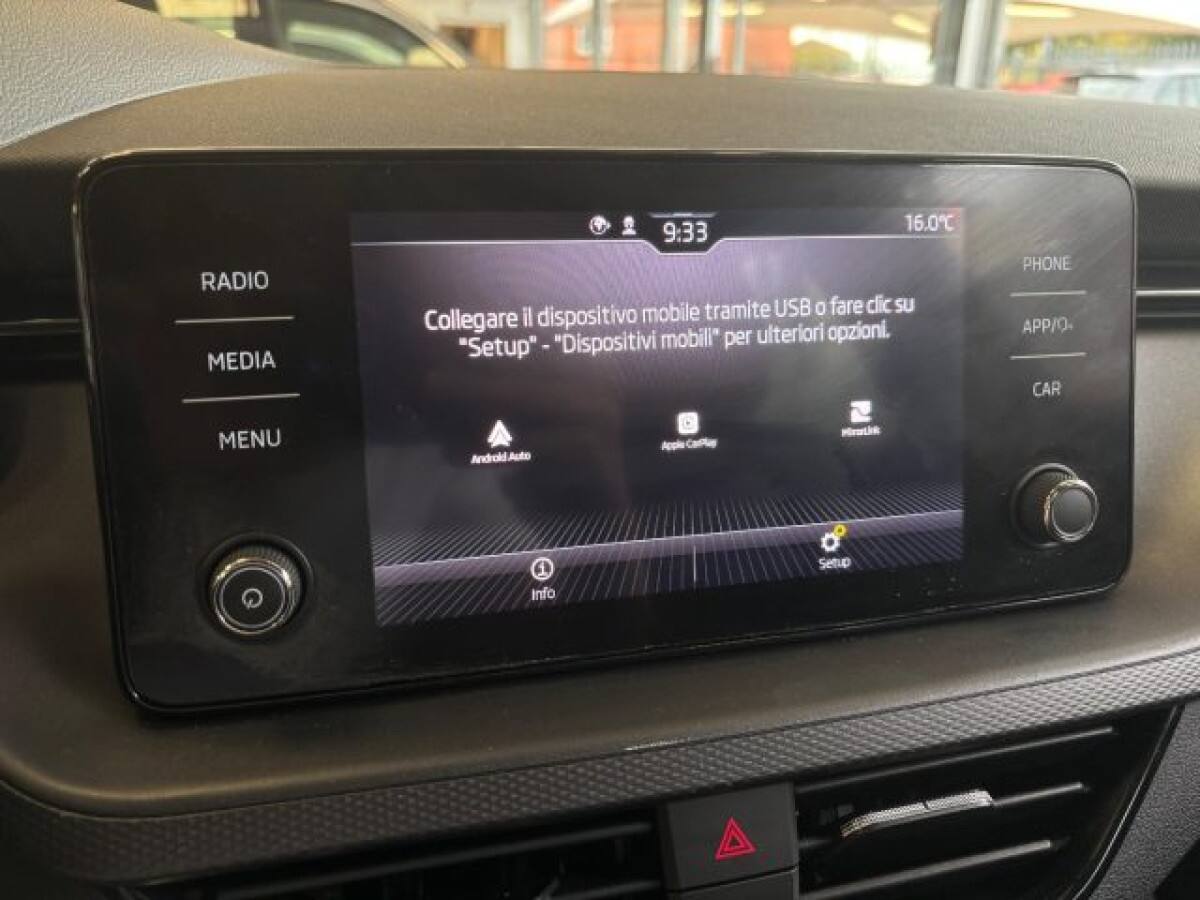 9:33
16.0°C
RADIO
MEDIA
MENU
Collegare il dispositivo mobile tramite USB o fare clic su
"Setup" - "Dispositivi mobili" per ulteriori opzioni.
Android Auto
Apple CarPlay
MirrorLink
Info
Setup
PHONE
APP/
CAR